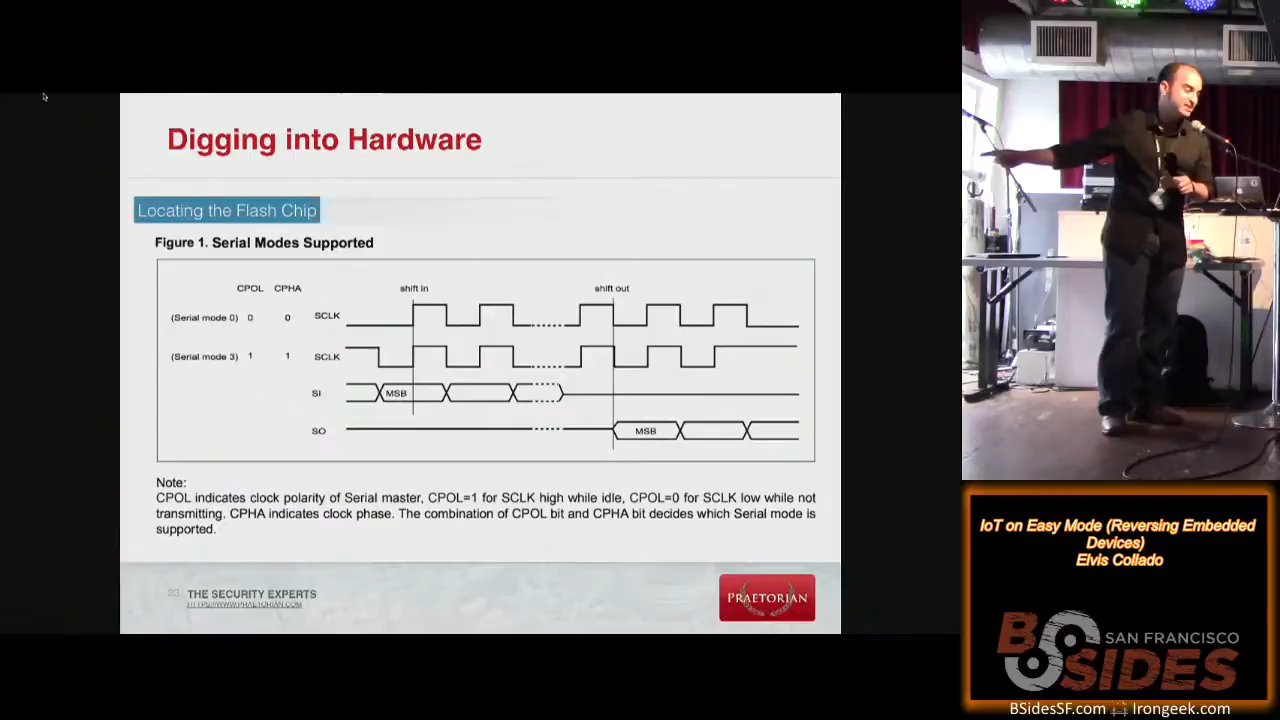 Digging into Hardware
Locating the Flash Chip
Figure 1. Serial Modes Supported
CPOL CPHA shift in shift out
(Serial mode 0) 0 0 SCLK
(Serial mode 3) 1 1 SCLK
SI MSB
SO MSB
Note:
CPOL indicates clock polarity of Serial master, CPOL=1 for SCLK high while idle, CPOL=0 for SCLK low while not
transmitting. CPHA indicates clock phase. The combination of CPOL bit and CPHA bit decides which Serial mode is
supported.
23 THE SECURITY EXPERTS
HTTPS://WWW.PRAETORIAN.COM
PRAETORIAN
IoT on Easy Mode (Reversing Embedded
Devices)
Elvis Collado
BSIDES SAN FRANCISCO
BSidesSF.com Irongeek.com